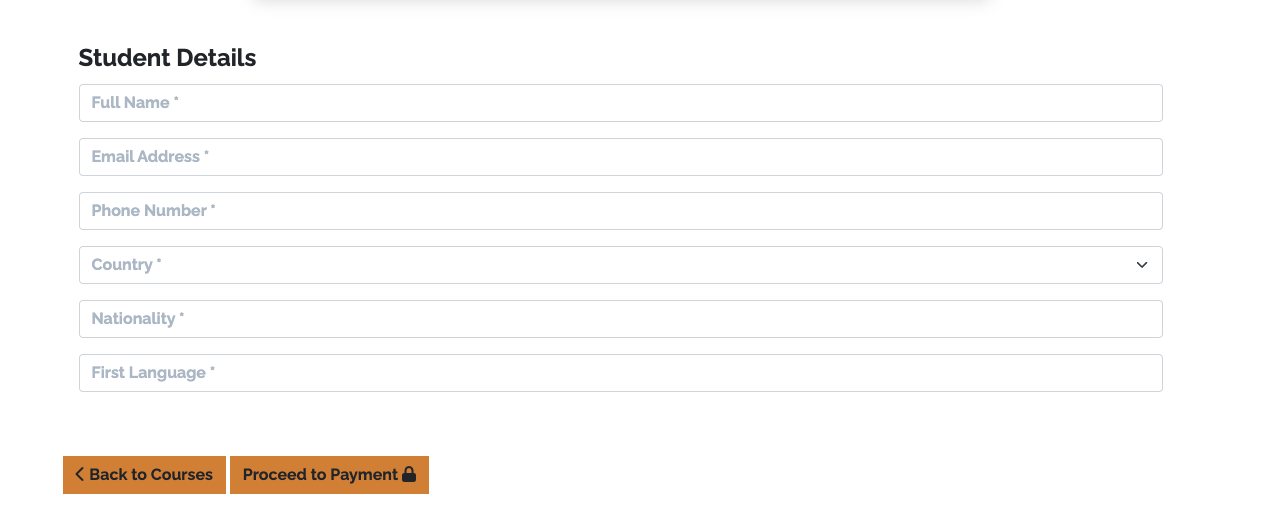 Student Details
Full Name *
Email Address *
Phone Number *
Country *
Nationality *
First Language *
Back to Courses
Proceed to Payment